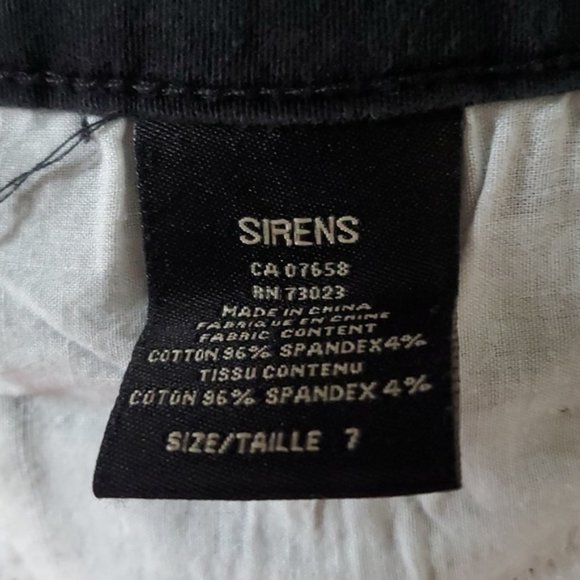 SIRENS
CA 07658
RN 73023
MADE IN CHINA
FABRIQUE EN CHINE
FABRIC CONTENT
COTTON 96% SPANDEX 4%
TISSU CONTENU
COTON 96% SPANDEX 4%
SIZE/TAILLE 7